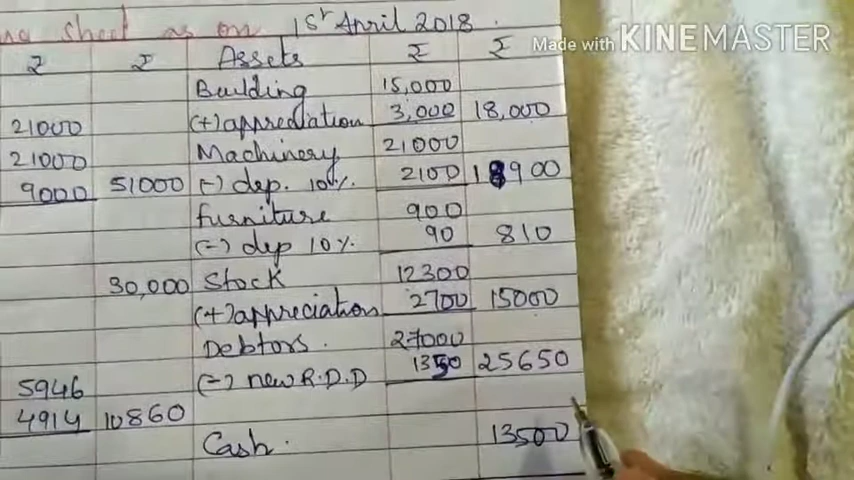 ng sheet as on 1st April 2018.
₹ ₹ Assets ₹ ₹
Made with KINEMASTER
Building 15,000
21000 (+) appreciation 3,000 18,000
21000 Machinery 21000
9000 51000 (-) dep. 10%. 2100 18900
furniture 900
(-) dep 10%. 90 810
30,000 Stock 12300
(+) appreciation 2700 15000
Debtors. 27000
5946 (-) new R.D.D 1350 25650
4914 10860
Cash. 13500